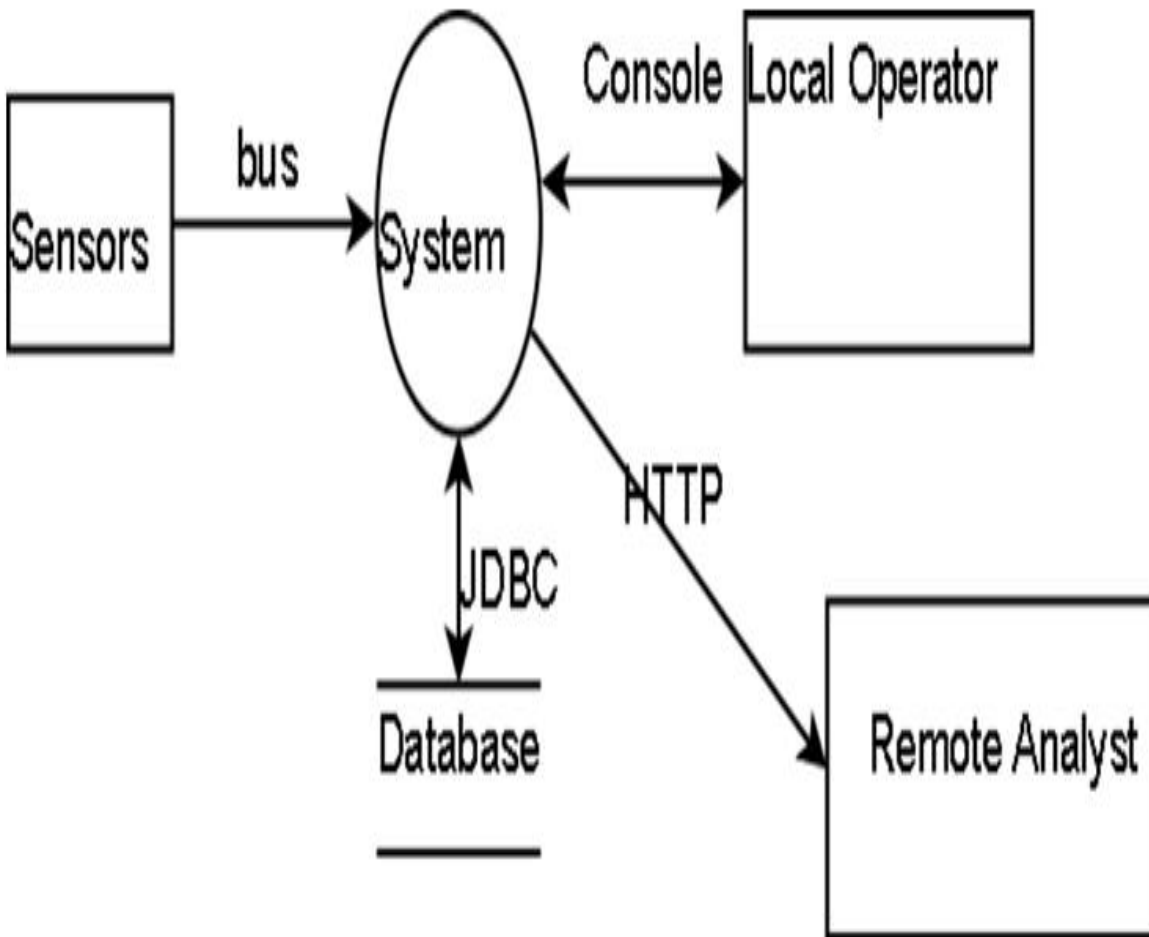 Console
Local Operator
bus
Sensors
System
HTTP
JDBC
Database
Remote Analyst